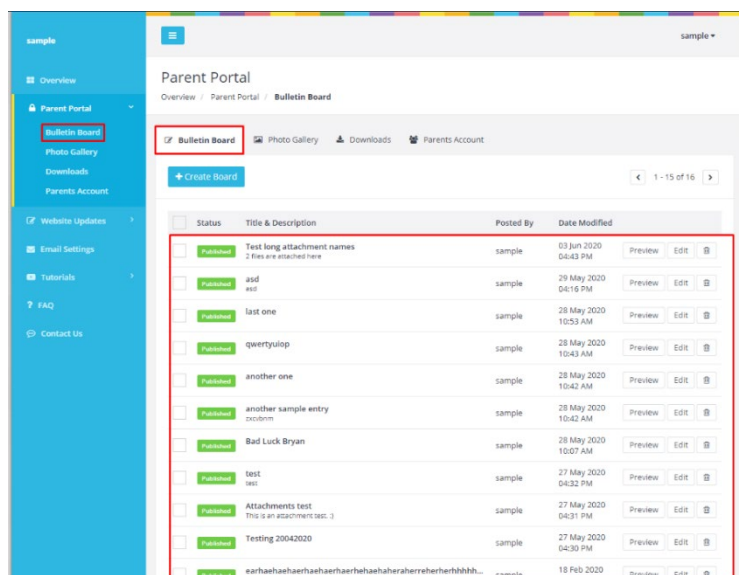 sample
Overview
Parent Portal
Bulletin Board
Photo Gallery
Downloads
Parents Account
Website Updates
Email Settings
Tutorials
FAQ
Contact Us
sample
Parent Portal
Overview / Parent Portal / Bulletin Board
Bulletin Board Photo Gallery Downloads Parents Account
+ Create Board
1 - 15 of 16
Status Title & Description Posted By Date Modified
Published Test long attachment names sample 03 Jun 2020 Preview Edit
2 files are attached here 04:43 PM
Published asd sample 29 May 2020 Preview Edit
asd 04:16 PM
Published last one sample 28 May 2020 Preview Edit
10:53 AM
Published qwertyuiop sample 28 May 2020 Preview Edit
10:43 AM
Published another one sample 28 May 2020 Preview Edit
10:42 AM
Published another sample entry sample 28 May 2020 Preview Edit
10:42 AM
Published Bad Luck Bryan sample 28 May 2020 Preview Edit
10:07 AM
Published test sample 27 May 2020 Preview Edit
test 04:32 PM
Published Attachments test sample 27 May 2020 Preview Edit
This is an attachment test. :) 04:31 PM
Published Testing 20042020 sample 27 May 2020 Preview Edit
04:30 PM
sample 18 Feb 2020 Preview Edit